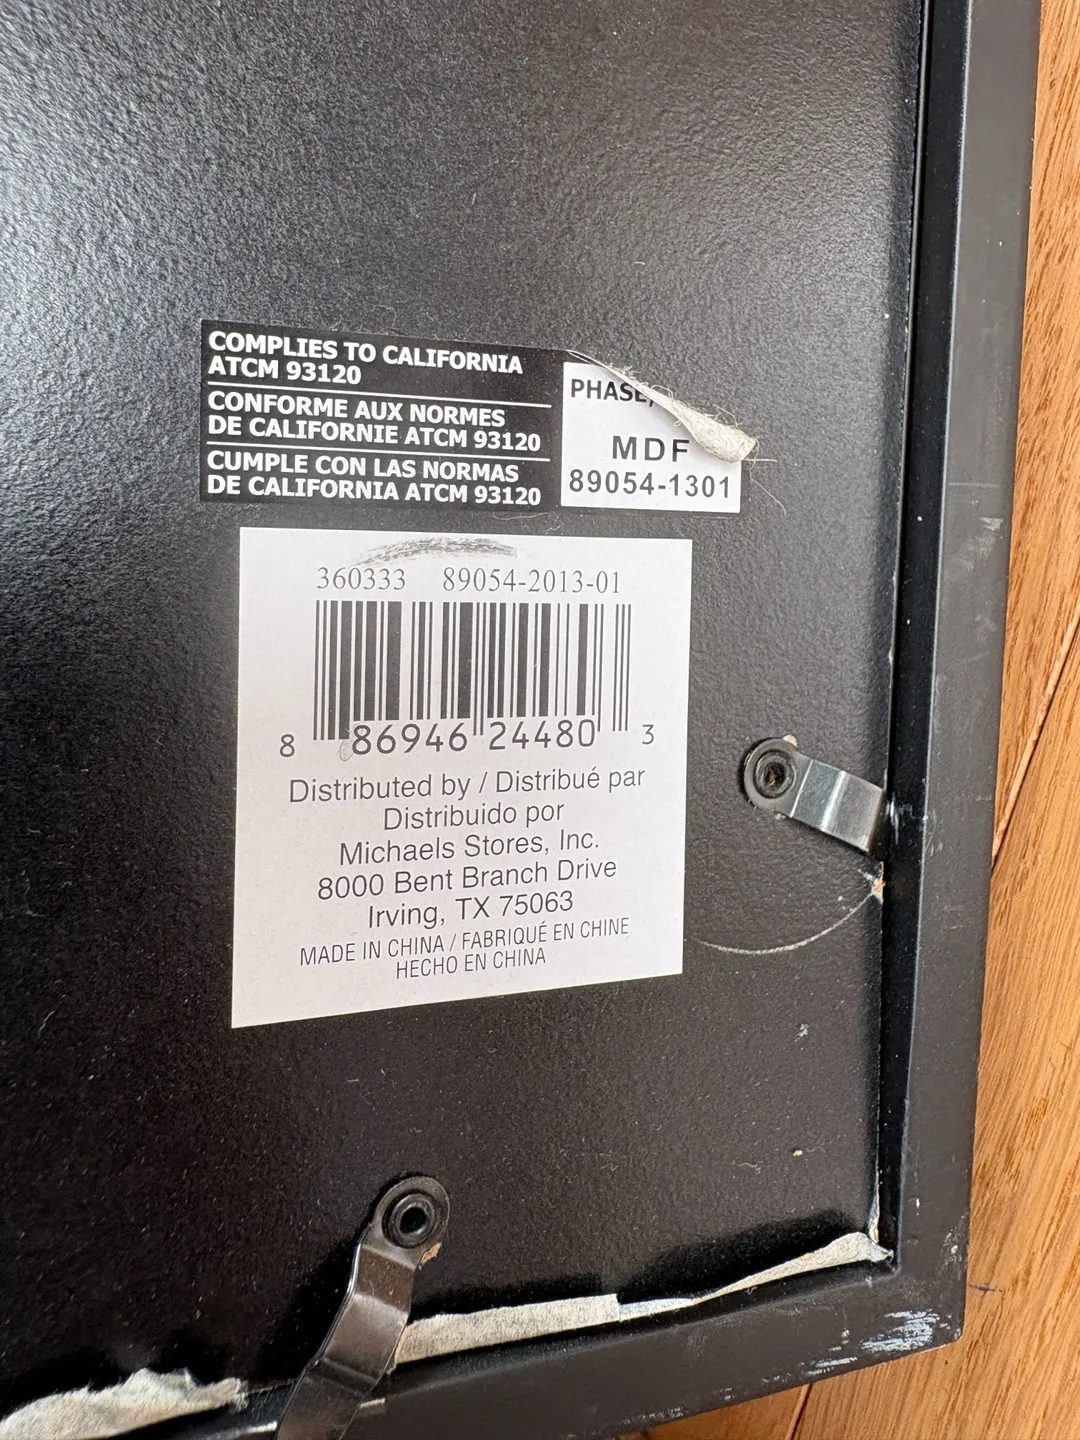 COMPLIES TO CALIFORNIA
ATCM 93120
CONFORME AUX NORMES
DE CALIFORNIE ATCM 93120
CUMPLE CON LAS NORMAS
DE CALIFORNIA ATCM 93120
PHASE
MDF
89054-1301
360333 89054-2013-01
8 86946 24480 3
Distributed by / Distribué par
Distribuido por
Michaels Stores, Inc.
8000 Bent Branch Drive
Irving, TX 75063
MADE IN CHINA / FABRIQUÉ EN CHINE
HECHO EN CHINA